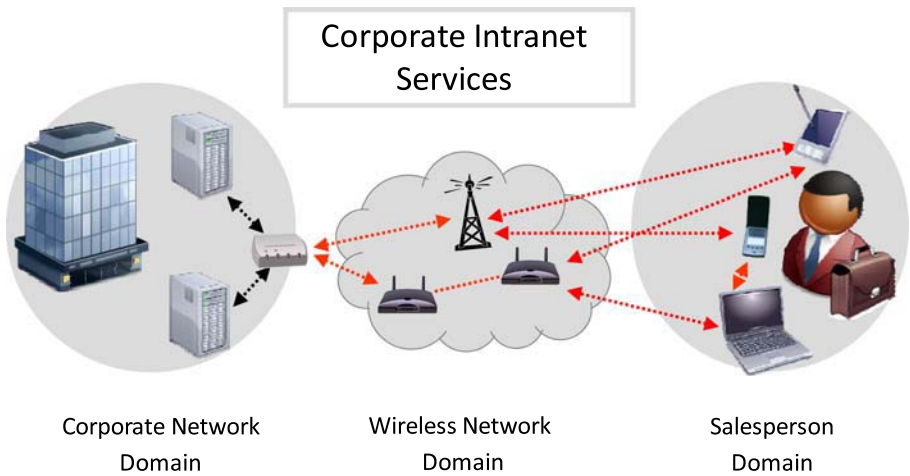 Corporate Intranet
Services
Corporate Network
Domain
Wireless Network
Domain
Salesperson
Domain